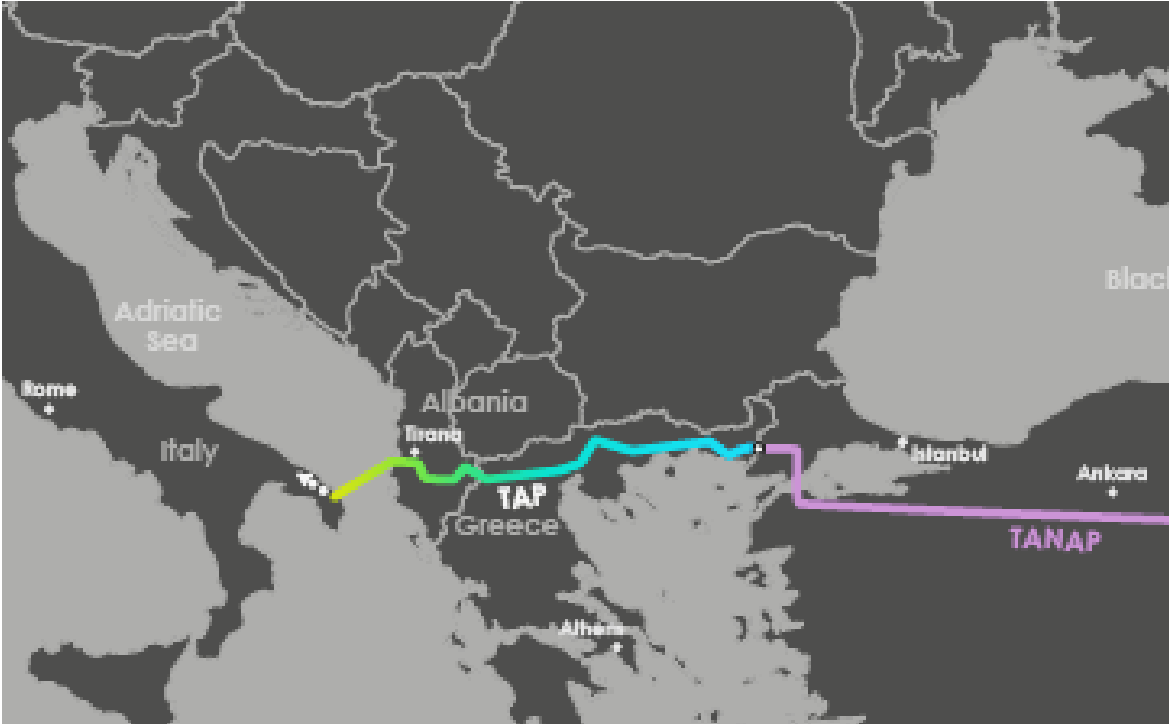 Black
Adriatic
Sea
Rome
Albania
Tirana
Italy
Istanbul
Ankara
TAP
Greece
TANAP
Athens